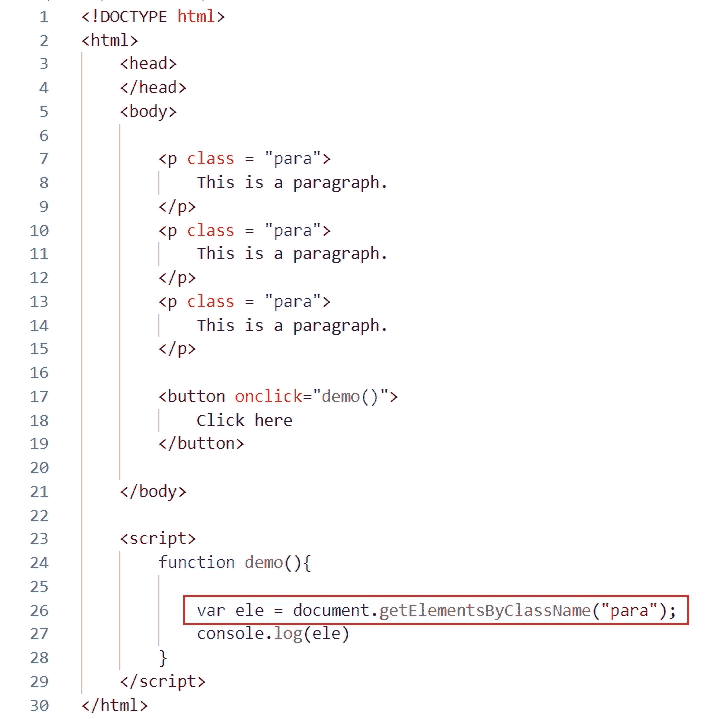 1 <!DOCTYPE html>
2 <html>
3 <head>
4 </head>
5 <body>
6
7 <p class = "para">
8 This is a paragraph.
9 </p>
10 <p class = "para">
11 This is a paragraph.
12 </p>
13 <p class = "para">
14 This is a paragraph.
15 </p>
16
17 <button onclick="demo()">
18 Click here
19 </button>
20
21 </body>
22
23 <script>
24 function demo(){
25
26 var ele = document.getElementsByClassName("para");
27 console.log(ele)
28 }
29 </script>
30 </html>